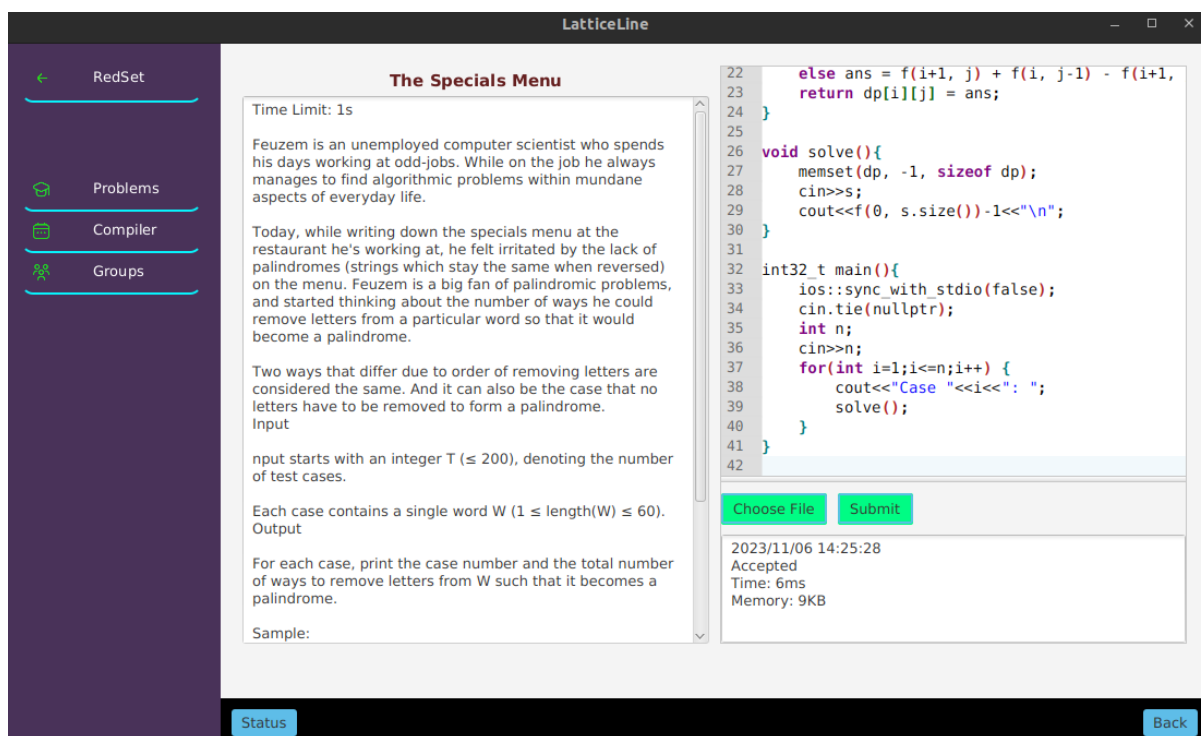 LatticeLine
RedSet
Problems
Compiler
Groups
The Specials Menu
Time Limit: 1s
Feuzem is an unemployed computer scientist who spends
his days working at odd-jobs. While on the job he always
manages to find algorithmic problems within mundane
aspects of everyday life.
Today, while writing down the specials menu at the
restaurant he's working at, he felt irritated by the lack of
palindromes (strings which stay the same when reversed)
on the menu. Feuzem is a big fan of palindromic problems,
and started thinking about the number of ways he could
remove letters from a particular word so that it would
become a palindrome.
Two ways that differ due to order of removing letters are
considered the same. And it can also be the case that no
letters have to be removed to form a palindrome.
Input
nput starts with an integer T (≤ 200), denoting the number
of test cases.
Each case contains a single word W (1 ≤ length(W) ≤ 60).
Output
For each case, print the case number and the total number
of ways to remove letters from W such that it becomes a
palindrome.
Sample:
22 else ans = f(i+1, j) + f(i, j-1) - f(i+1,
23 return dp[i][j] = ans;
24 }
25
26 void solve(){
27 memset(dp, -1, sizeof dp);
28 cin>>s;
29 cout<<f(0, s.size())-1<<"\n";
30 }
31
32 int32_t main(){
33 ios::sync_with_stdio(false);
34 cin.tie(nullptr);
35 int n;
36 cin>>n;
37 for(int i=1;i<=n;i++) {
38 cout<<"Case "<<i<<": ";
39 solve();
40 }
41 }
42
Choose File
Submit
2023/11/06 14:25:28
Accepted
Time: 6ms
Memory: 9KB
Status
Back